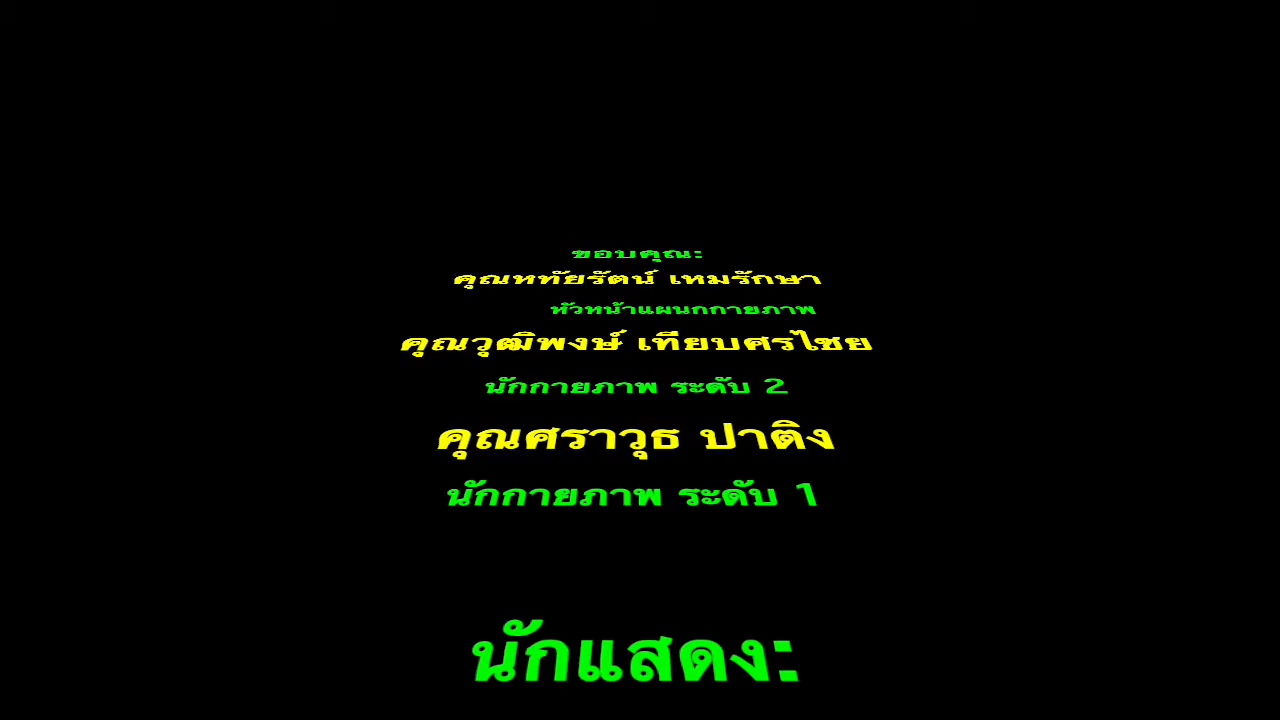 ขอบคุณ:
คุณหทัยรัตน์ เหมรักษา
หัวหน้าแผนกกายภาพ
คุณวุฒิพงษ์ เทียบศรไชย
นักกายภาพ ระดับ 2
คุณศราวุธ ปาติง
นักกายภาพ ระดับ 1
นักแสดง: